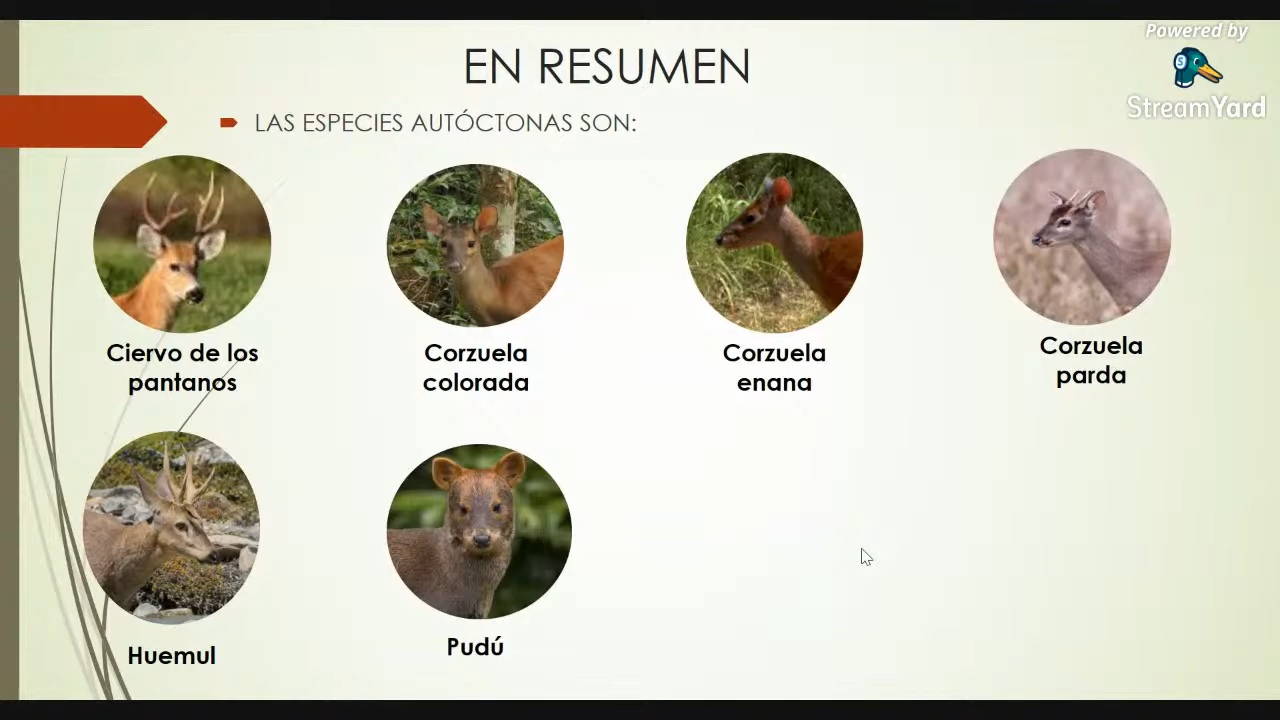 EN RESUMEN
Powered by
S
StreamYard
LAS ESPECIES AUTÓCTONAS SON:
Ciervo de los
pantanos
Corzuela
colorada
Corzuela
enana
Corzuela
parda
Huemul
Pudú